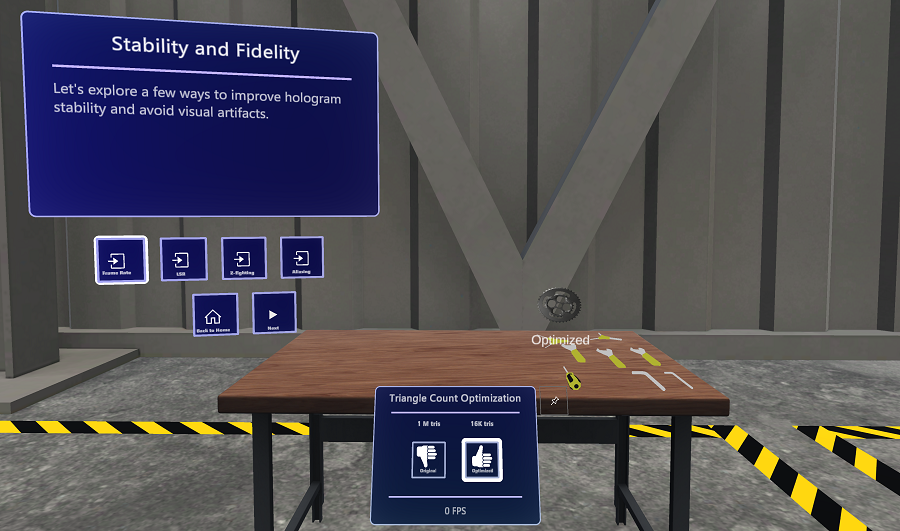 Stability and Fidelity
Let's explore a few ways to improve hologram
stability and avoid visual artifacts.
Frame Rate
LSR
Z-fighting
Aliasing
Back to Home
Next
Optimized
Triangle Count Optimization
1 M tris
16K tris
Original
Optimized
0 FPS